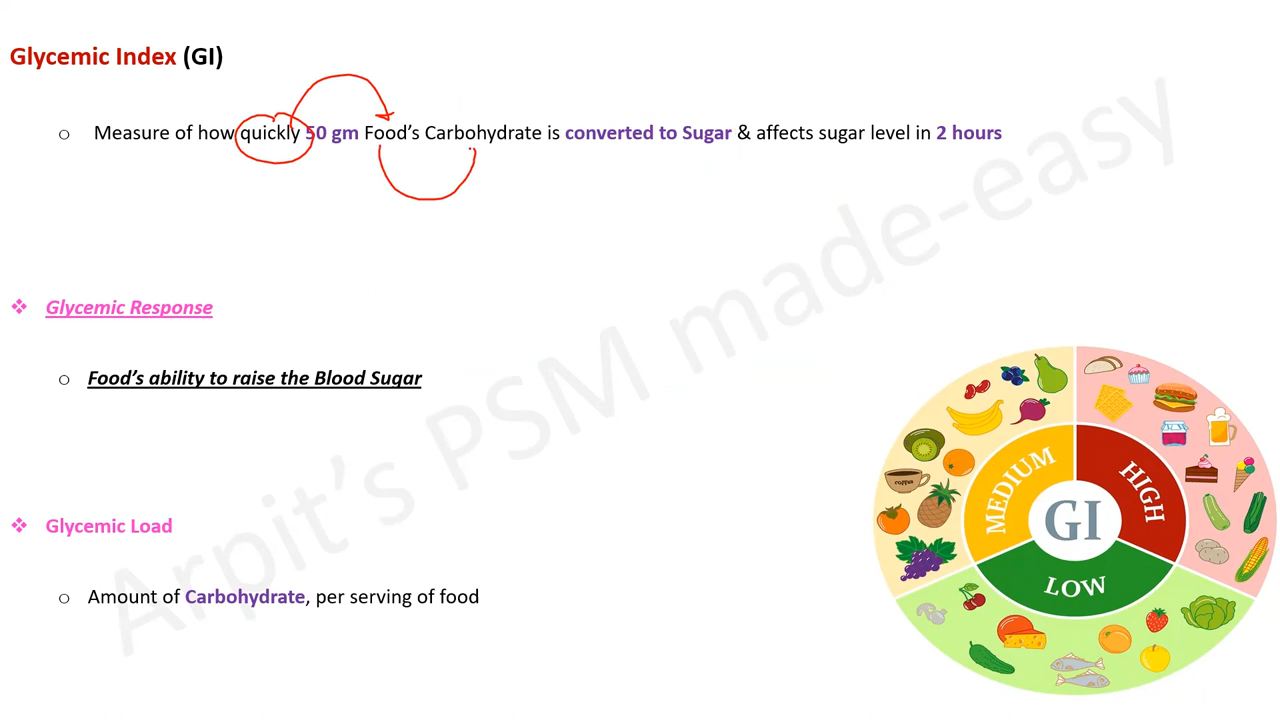 Glycemic Index (GI)
o Measure of how quickly 50 gm Food's Carbohydrate is converted to Sugar & affects sugar level in 2 hours
❖ Glycemic Response
o Food's ability to raise the Blood Sugar
❖ Glycemic Load
o Amount of Carbohydrate, per serving of food
MEDIUM
HIGH
GI
LOW
COFFEE
Arpit's PSM made-easy